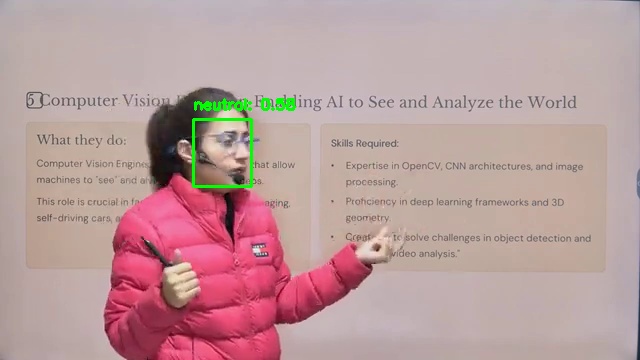 neutral: 0.58
5 Computer Vision Enabling AI to See and Analyze the World
What they do:
Computer Vision Engine that allow
machines to "see" and
This role is crucial in
self-driving cars,
Skills Required:
• Expertise in OpenCV, CNN architectures, and image
processing.
• Proficiency in deep learning frameworks and 3D
geometry.
• to solve challenges in object detection and
video analysis."